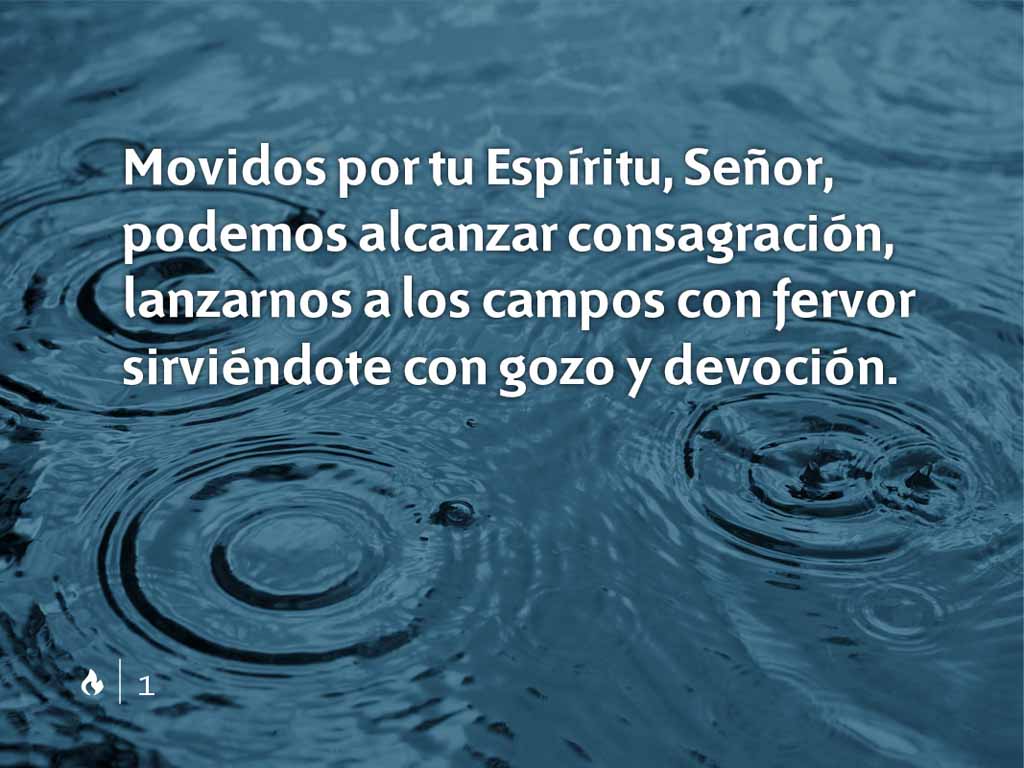 Movidos por tu Espíritu, Señor,
podemos alcanzar consagración,
lanzarnos a los campos con fervor
sirviéndote con gozo y devoción.
1